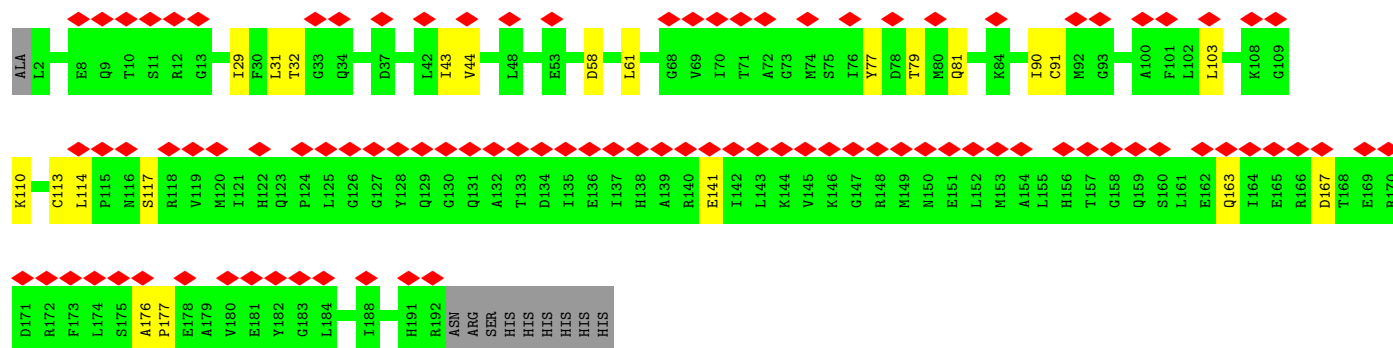 ALA L2 E8 Q9 T10 S11 R12 G13 I29 F30 L31 T32 G33 Q34 D37 L42 I43 V44 L48 E53 D58 L61 G68 V69 I70 T71 A72 G73 M74 S75 I76 Y77 D78 T79 M80 Q81 K84 I90 C91 M92 G93 A100 F101 L102 L103 K108 G109
K110 C113 L114 P115 N116 S117 R118 V119 M120 I121 H122 Q123 P124 L125 G126 G127 Y128 Q129 G130 Q131 A132 T133 D134 I135 E136 I137 H138 A139 R140 E141 I142 L143 K144 V145 K146 G147 R148 M149 N150 E151 L152 M153 A154 L155 H156 T157 G158 Q159 S160 L161 E162 Q163 I164 E165 R166 D167 T168 E169 R170
D171 R172 F173 L174 S175 A176 P177 E178 A179 V180 E181 Y182 G183 L184 I188 H191 R192 ASN ARG SER HIS HIS HIS HIS HIS HIS